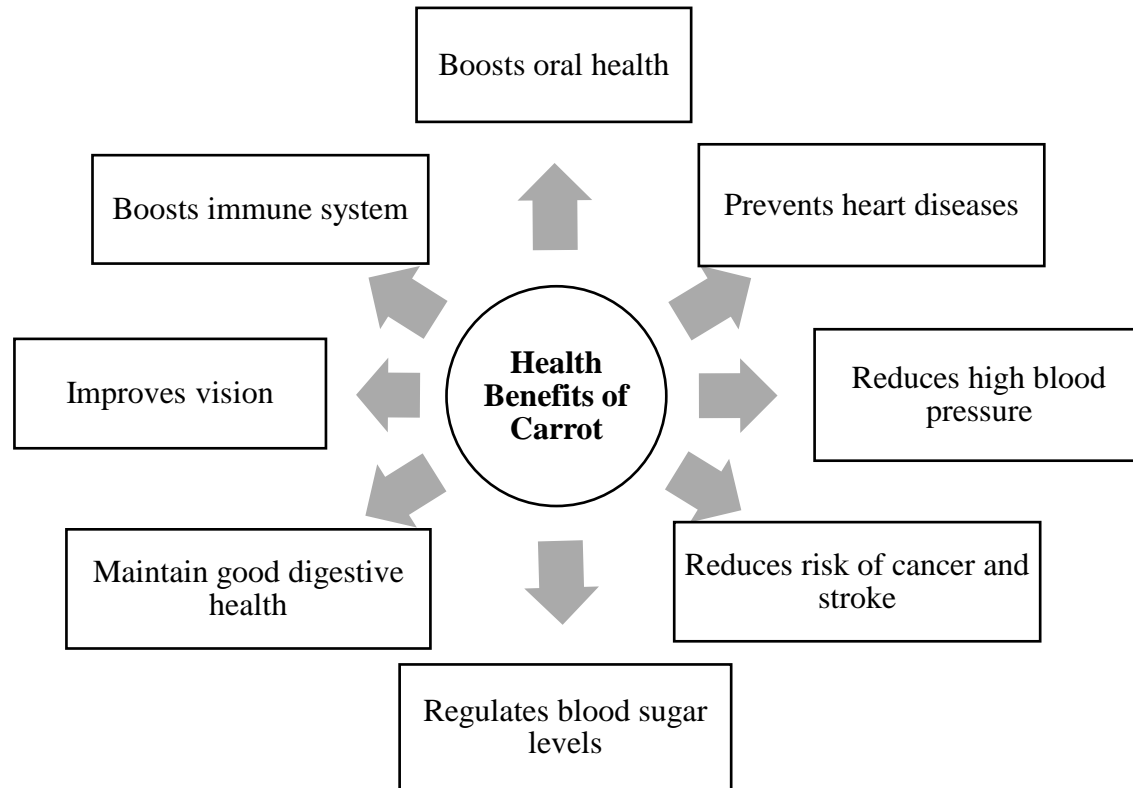 Boosts oral health
Boosts immune system
Prevents heart diseases
Health
Benefits of
Carrot
Improves vision
Reduces high blood
pressure
Maintain good digestive
health
Reduces risk of cancer and
stroke
Regulates blood sugar
levels